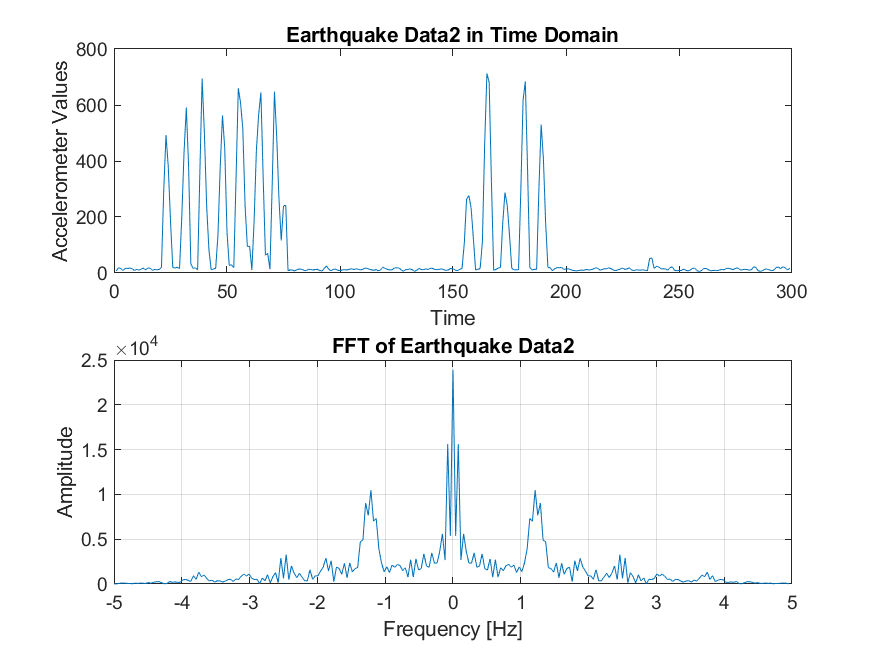 Earthquake Data2 in Time Domain
Accelerometer Values
800
600
400
200
0
0 50 100 150 200 250 300
Time
FFT of Earthquake Data2
×10^4
Amplitude
2.5
2
1.5
1
0.5
0
-5 -4 -3 -2 -1 0 1 2 3 4 5
Frequency [Hz]